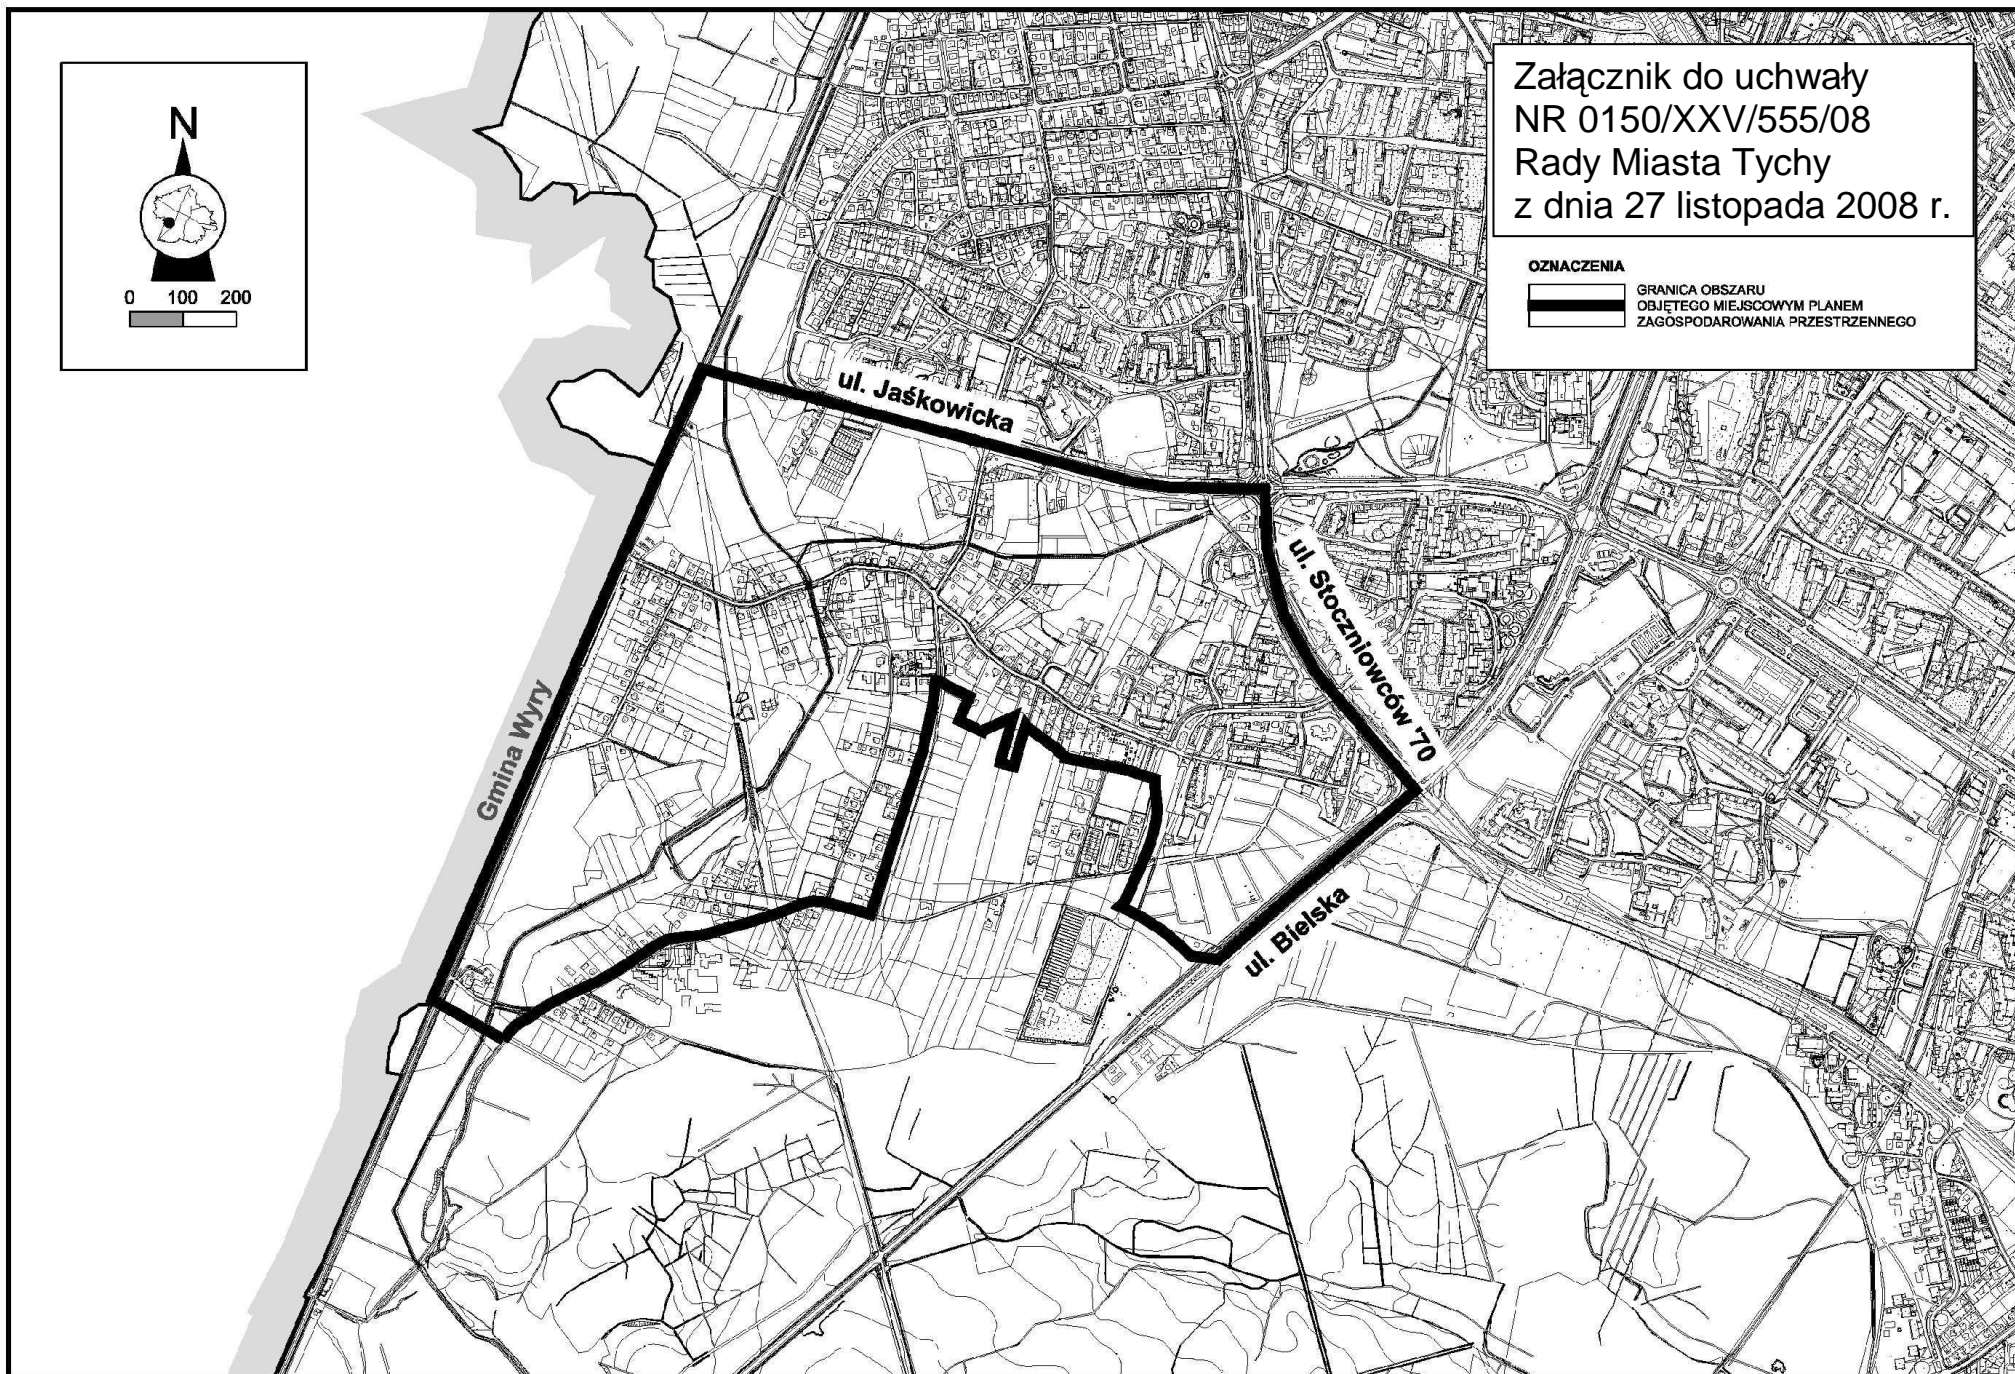 N
0 100 200
Załącznik do uchwały
NR 0150/XXV/555/08
Rady Miasta Tychy
z dnia 27 listopada 2008 r.
OZNACZENIA
GRANICA OBSZARU
OBJĘTEGO MIEJSCOWYM PLANEM
ZAGOSPODAROWANIA PRZESTRZENNEGO
ul. Jaśkowicka
ul. Stoczniowców '70
Gmina Wyry
ul. Bielska